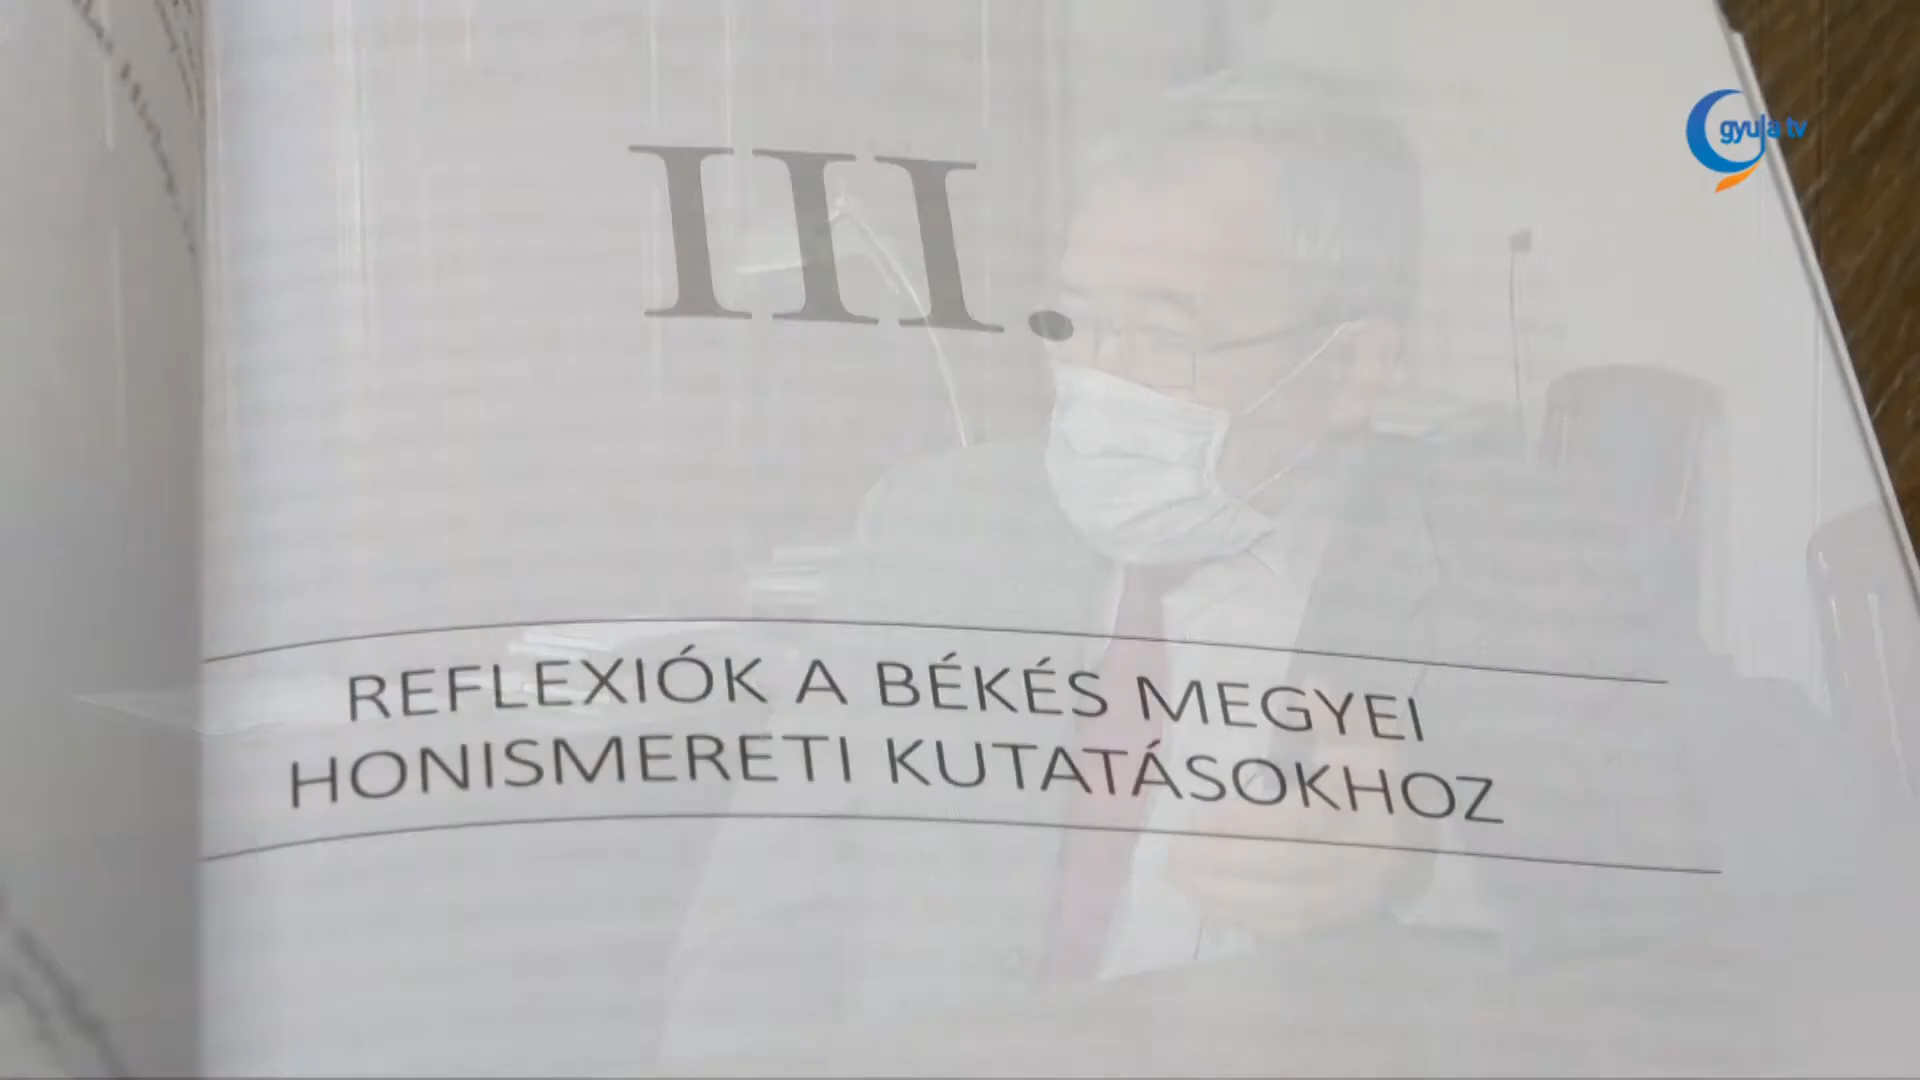 gyula tv
III.
REFLEXIÓK A BÉKÉS MEGYEI
HONISMERETI KUTATÁSOKHOZ